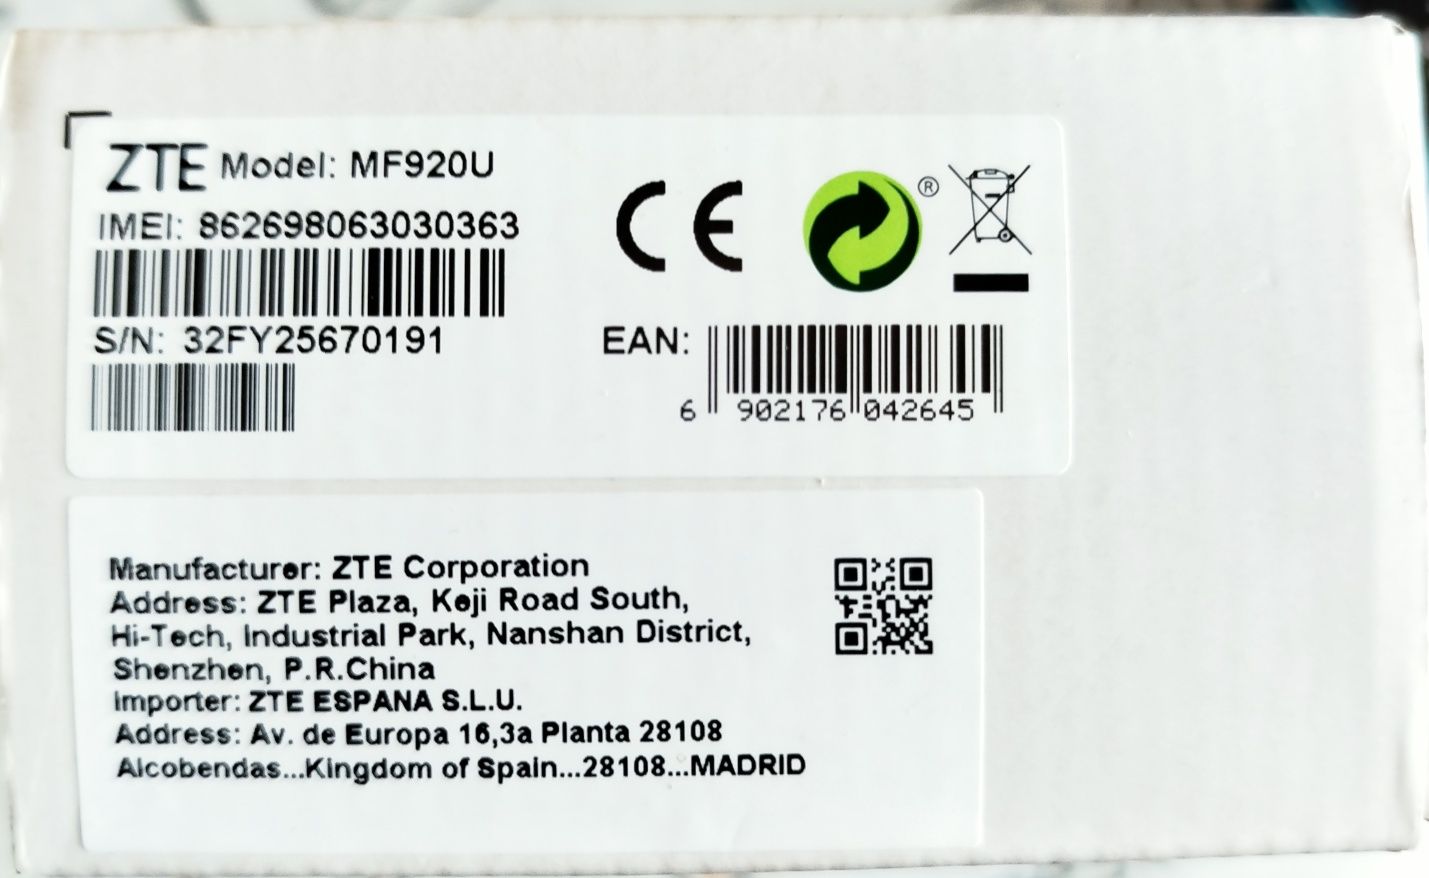 ZTE Model: MF920U
IMEI: 862698063030363
S/N: 32FY25670191
CE
®
EAN:
6 902176 042645
Manufacturer: ZTE Corporation
Address: ZTE Plaza, Keji Road South,
Hi-Tech, Industrial Park, Nanshan District,
Shenzhen, P.R.China
Importer: ZTE ESPANA S.L.U.
Address: Av. de Europa 16,3a Planta 28108
Alcobendas...Kingdom of Spain...28108...MADRID